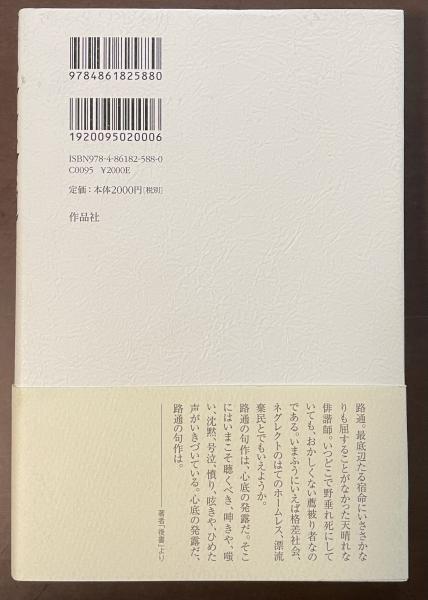 9784861825880
1920095020006
ISBN978-4-86182-588-0
C0095 ¥2000E
定価：本体2000円[税別]
作品社
路通。最底辺たる宿命にいささかな
りも屈することがなかった天晴れな
俳諧師。いつどこで野垂れ死にして
いても、おかしくない薦被り者なの
である。いまふうにいえば格差社会、
ネグレクトのはてのホームレス、漂流
棄民とでもいえようか。
路通の句作は、心底の発露だ。そこ
にはいまこそ聴くべき、呻きや、嗤
い、沈黙、号泣、憤り、呟きや、ひめた
声がいきづいている。心底の発露だ、
路通の句作は。
──著者「後書」より